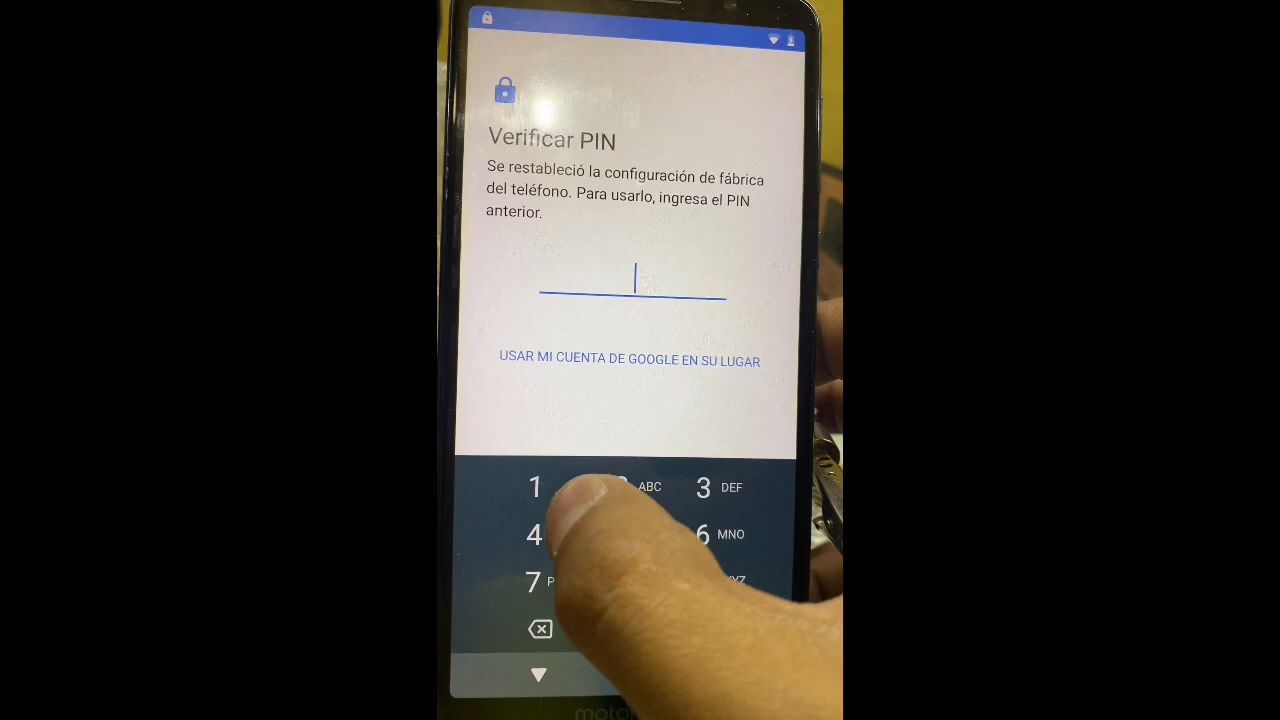 Verificar PIN
Se restableció la configuración de fábrica
del teléfono. Para usarlo, ingresa el PIN
anterior.
USAR MI CUENTA DE GOOGLE EN SU LUGAR
1 ABC 3 DEF
4 6 MNO
7 P